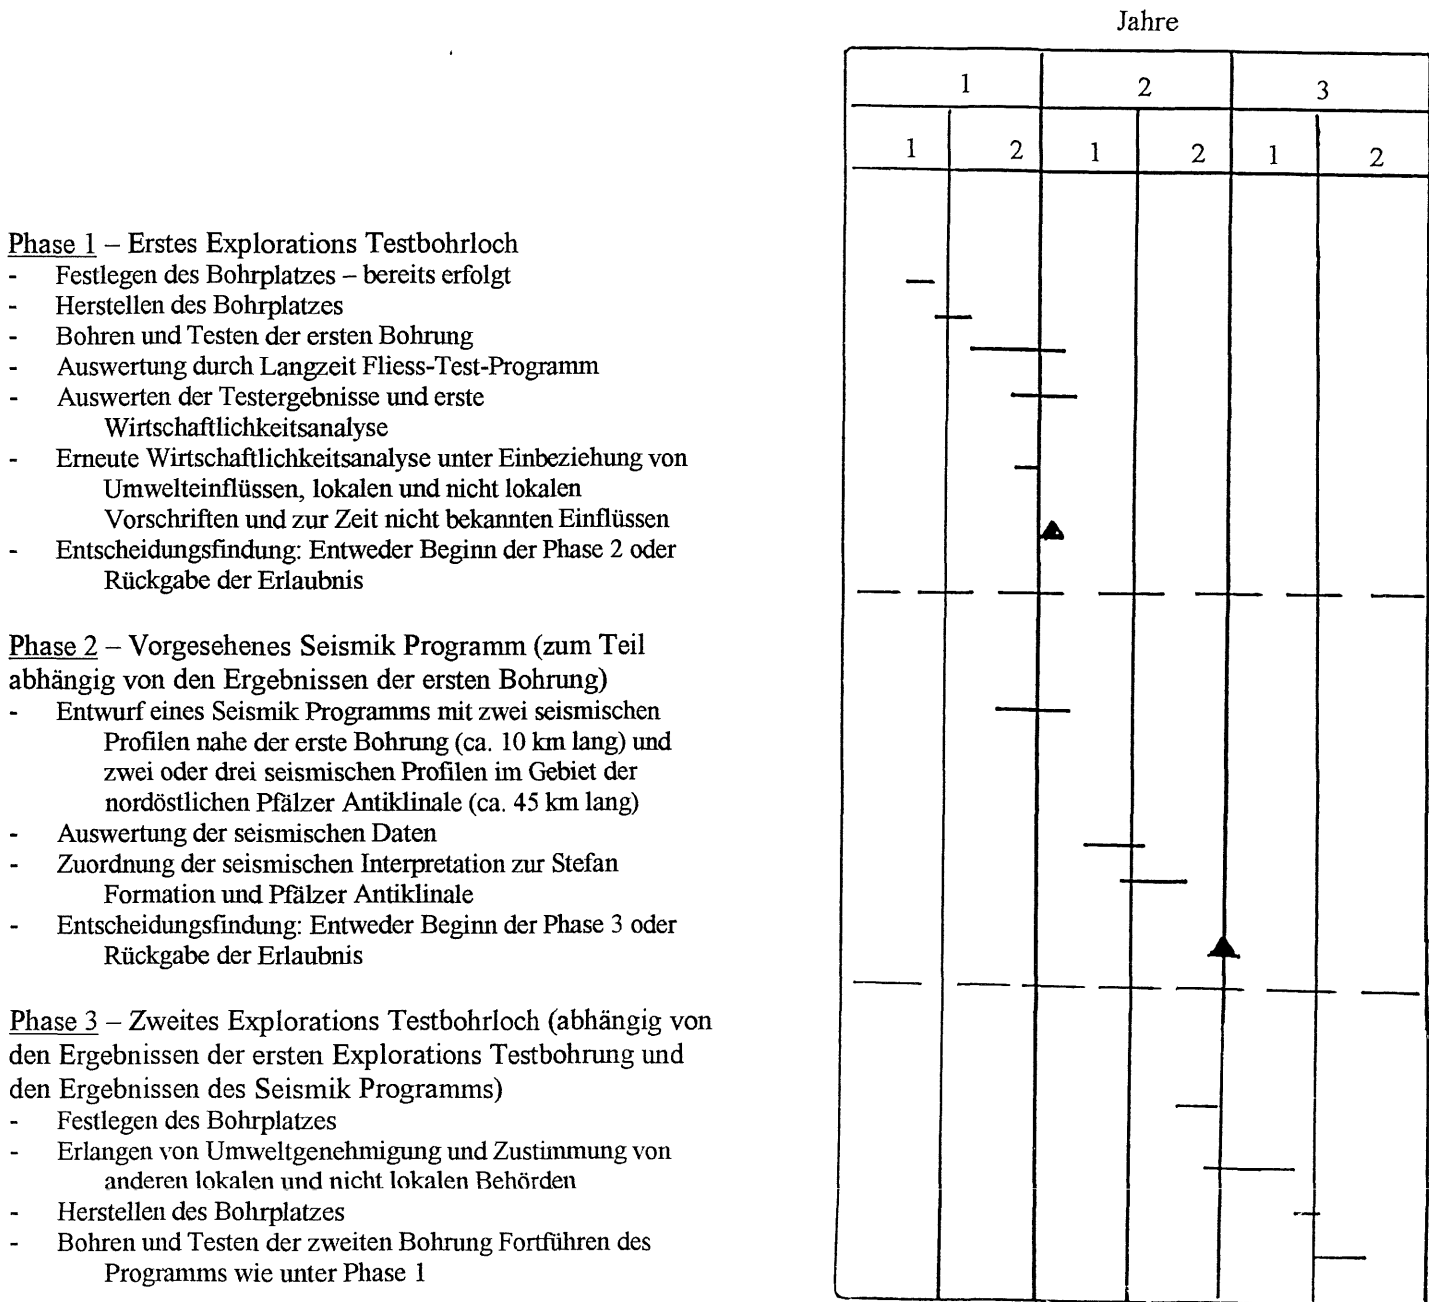 Jahre
1 2 3
1 2 1 2 1 2
Phase 1 – Erstes Explorations Testbohrloch
- Festlegen des Bohrplatzes – bereits erfolgt
- Herstellen des Bohrplatzes
- Bohren und Testen der ersten Bohrung
- Auswertung durch Langzeit Fliess-Test-Programm
- Auswerten der Testergebnisse und erste
Wirtschaftlichkeitsanalyse
- Erneute Wirtschaftlichkeitsanalyse unter Einbeziehung von
Umwelteinflüssen, lokalen und nicht lokalen
Vorschriften und zur Zeit nicht bekannten Einflüssen
- Entscheidungsfindung: Entweder Beginn der Phase 2 oder
Rückgabe der Erlaubnis
Phase 2 – Vorgesehenes Seismik Programm (zum Teil
abhängig von den Ergebnissen der ersten Bohrung)
- Entwurf eines Seismik Programms mit zwei seismischen
Profilen nahe der erste Bohrung (ca. 10 km lang) und
zwei oder drei seismischen Profilen im Gebiet der
nordöstlichen Pfälzer Antiklinale (ca. 45 km lang)
- Auswertung der seismischen Daten
- Zuordnung der seismischen Interpretation zur Stefan
Formation und Pfälzer Antiklinale
- Entscheidungsfindung: Entweder Beginn der Phase 3 oder
Rückgabe der Erlaubnis
Phase 3 – Zweites Explorations Testbohrloch (abhängig von
den Ergebnissen der ersten Explorations Testbohrung und
den Ergebnissen des Seismik Programms)
- Festlegen des Bohrplatzes
- Erlangen von Umweltgenehmigung und Zustimmung von
anderen lokalen und nicht lokalen Behörden
- Herstellen des Bohrplatzes
- Bohren und Testen der zweiten Bohrung Fortführen des
Programms wie unter Phase 1